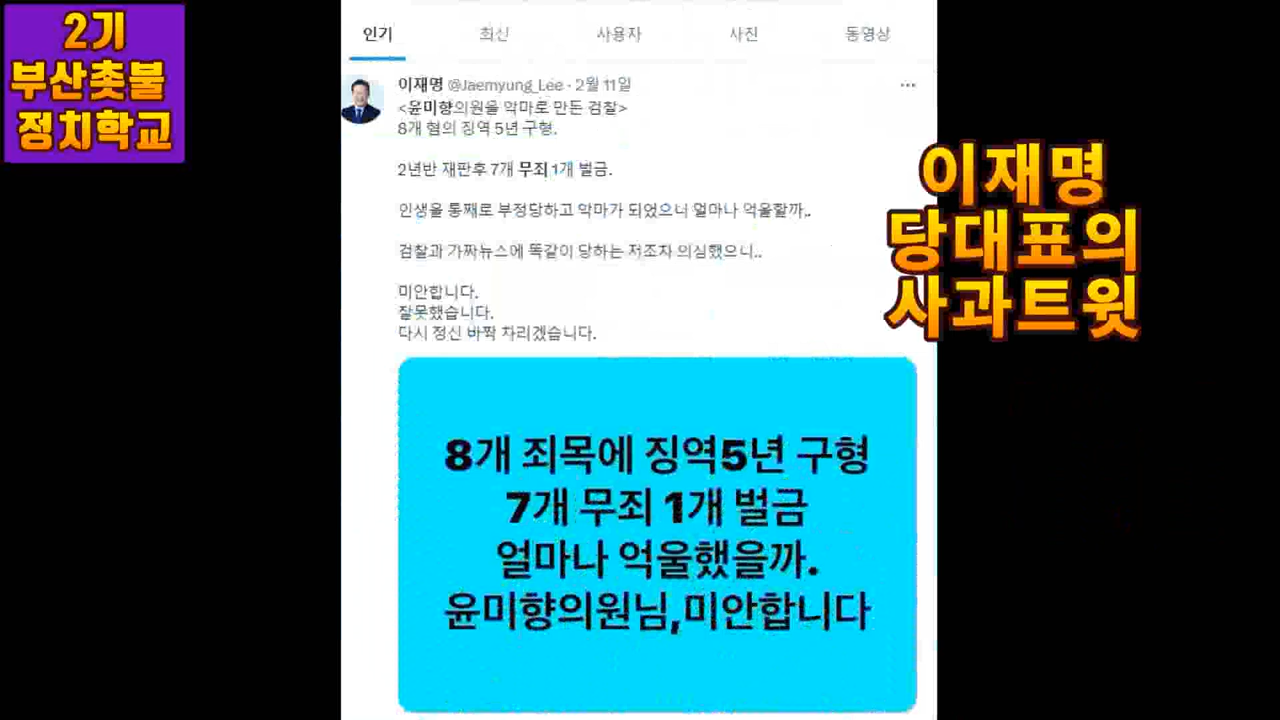 2기
부산촛불
정치학교
인기 최신 사용자 사진 동영상
이재명 @Jaemyung_Lee · 2월 11일
<윤미향의원을 악마로 만든 검찰>
8개 혐의 징역 5년 구형.
2년반 재판후 7개 무죄 1개 벌금.
인생을 통째로 부정당하고 악마가 되었으니 얼마나 억울할까..
검찰과 가짜뉴스에 똑같이 당하는 저조차 의심했으니..
미안합니다.
잘못했습니다.
다시 정신 바짝 차리겠습니다.
8개 죄목에 징역5년 구형
7개 무죄 1개 벌금
얼마나 억울했을까.
윤미향의원님,미안합니다
이재명
당대표의
사과트윗